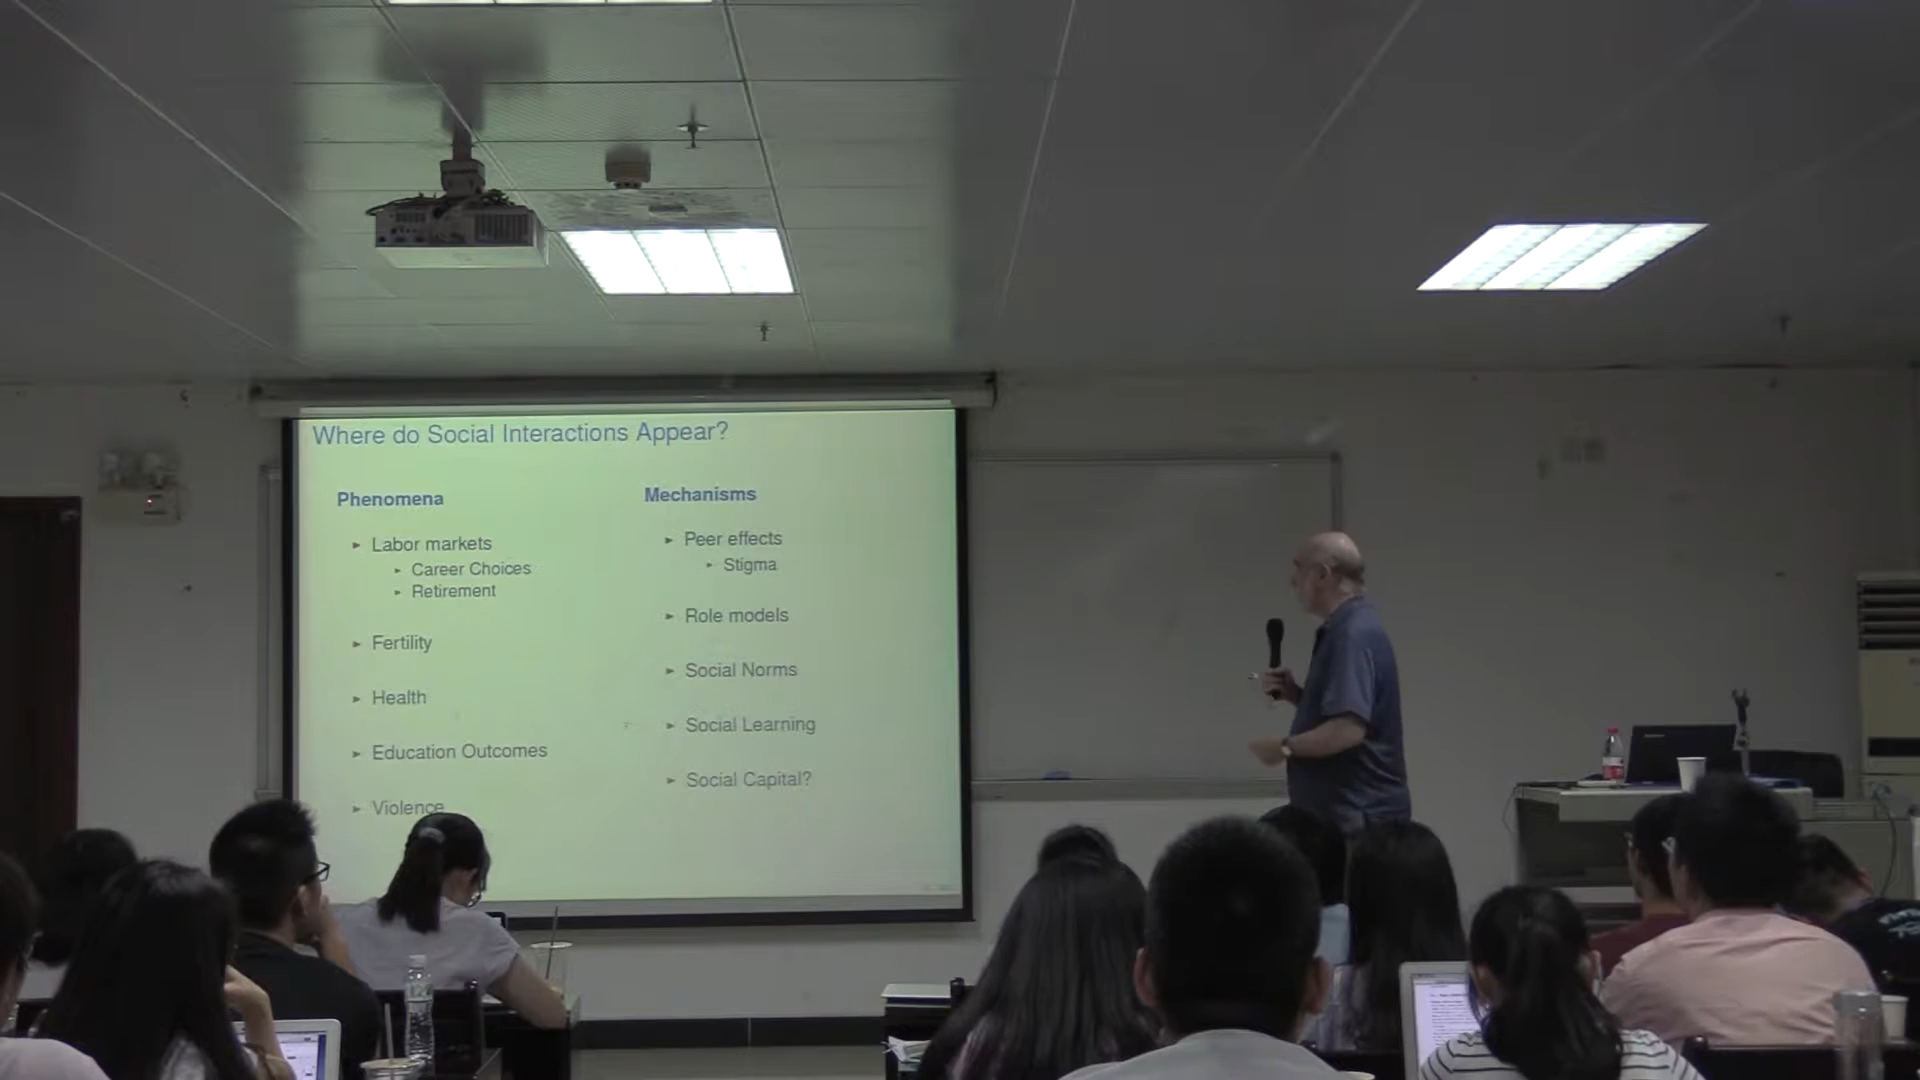 Where do Social Interactions Appear?
Phenomena
► Labor markets
► Career Choices
► Retirement
► Fertility
► Health
► Education Outcomes
► Violence
Mechanisms
► Peer effects
► Stigma
► Role models
► Social Norms
► Social Learning
► Social Capital?